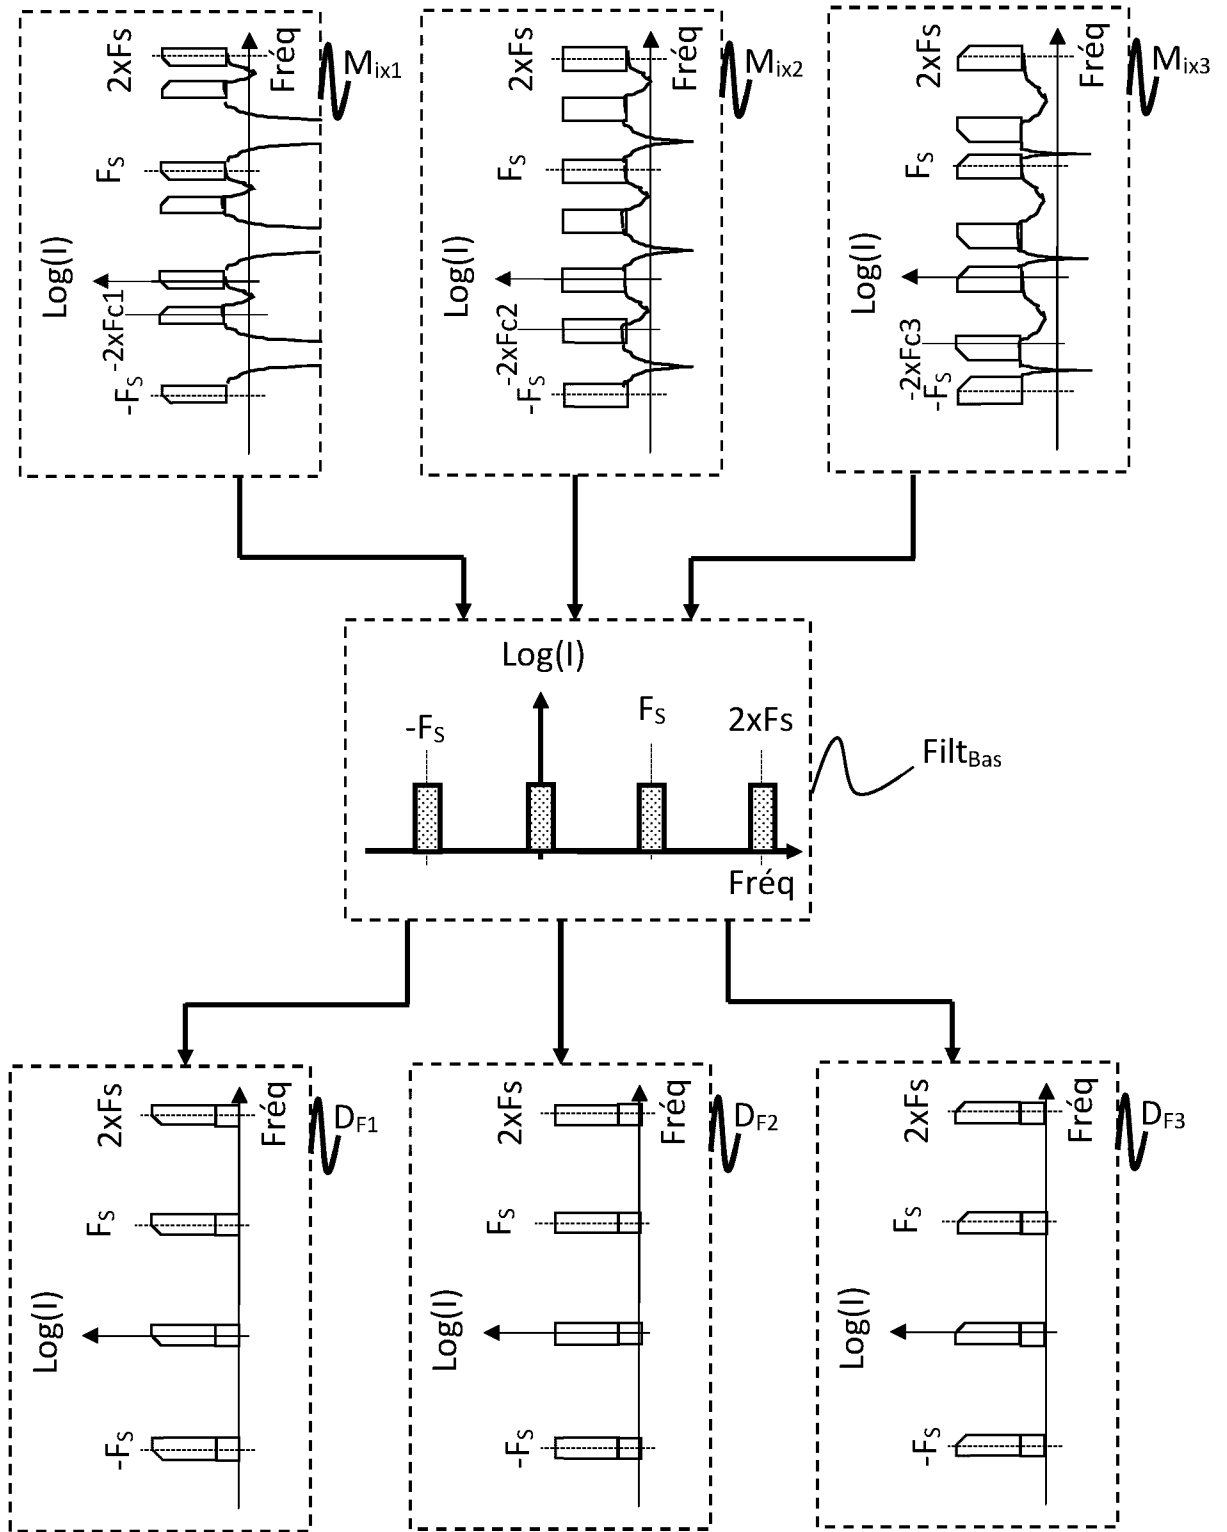 2xFs
Fréq
Mix1
Fs
Log(I)
-2xFc1
-Fs
2xFs
Fréq
Mix2
Fs
Log(I)
-2xFc2
-Fs
2xFs
Fréq
Mix3
Fs
Log(I)
-2xFc3
-Fs
Log(I)
-Fs
Fs
2xFs
FiltBas
Fréq
2xFs
Fréq
DF1
Fs
Log(I)
-Fs
2xFs
Fréq
DF2
Fs
Log(I)
-Fs
2xFs
Fréq
DF3
Fs
Log(I)
-Fs